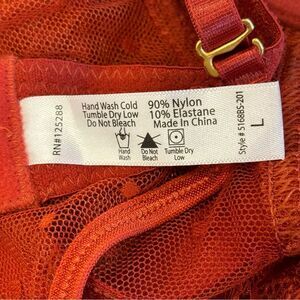 RN#125288
Hand Wash Cold
Tumble Dry Low
Do Not Bleach
Hand
Wash
Do Not
Bleach
Tumble Dry
Low
90% Nylon
10% Elastane
Made In China
Style # 5168BS-201
L